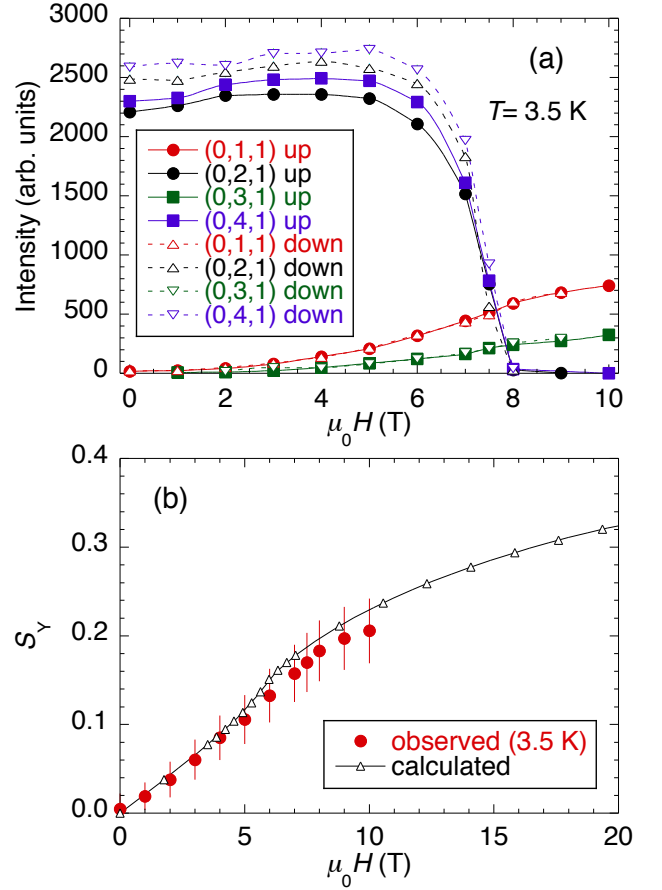 3000
(a)
2500
T= 3.5 K
2000
(0,1,1) up
(0,2,1) up
1500
(0,3,1) up
(0,4,1) up
1000
(0,1,1) down
(0,2,1) down
500
(0,3,1) down
(0,4,1) down
0
Intensity (arb. units)
0 2 4 6 8 10
μ₀H (T)
0.4
(b)
0.3
0.2
S_Y
0.1
observed (3.5 K)
calculated
0.0
0 5 10 15 20
μ₀H (T)